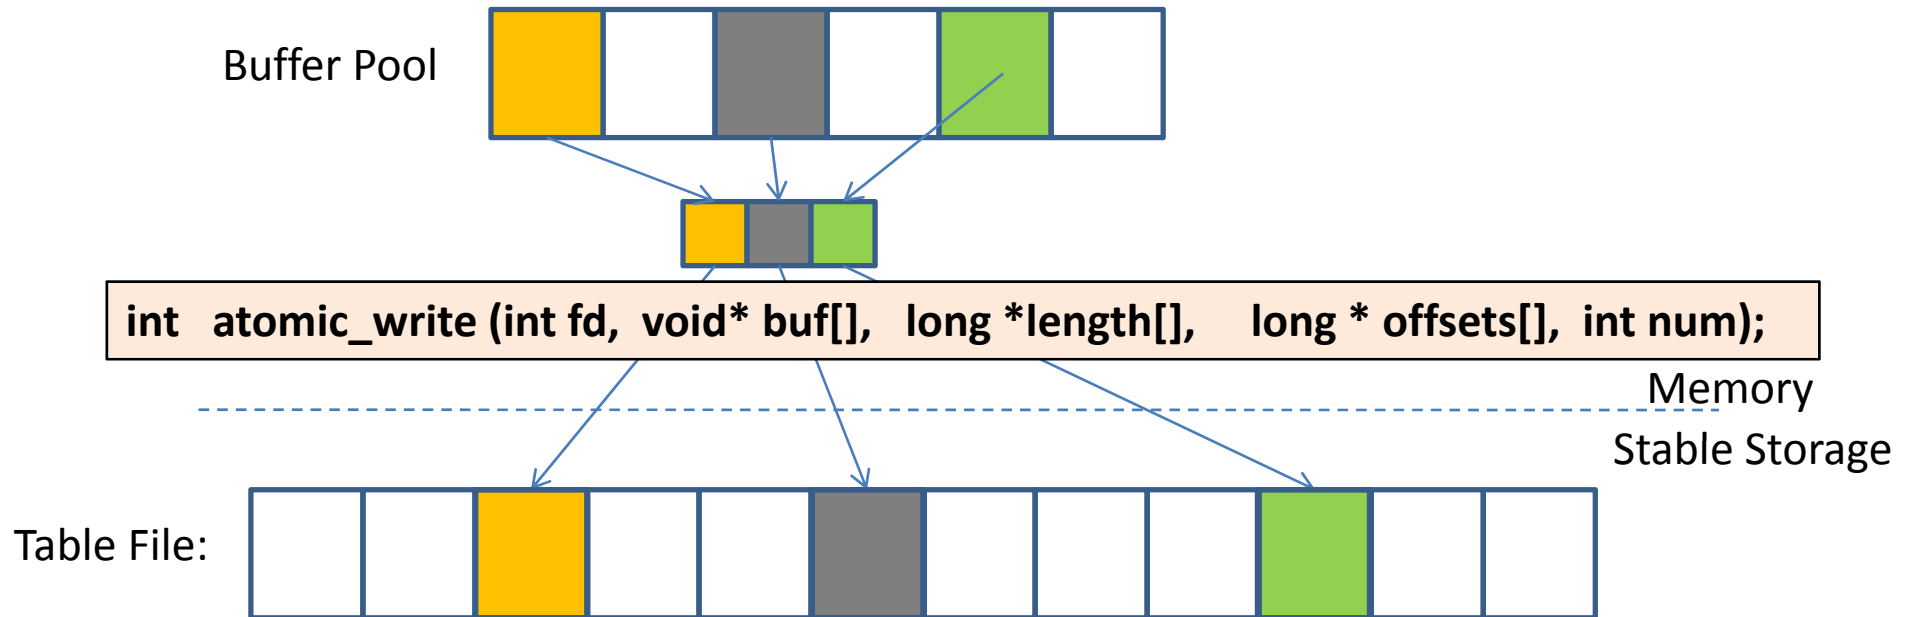 Buffer Pool
int atomic_write (int fd, void* buf[], long *length[], long * offsets[], int num);
Memory
Stable Storage
Table File: